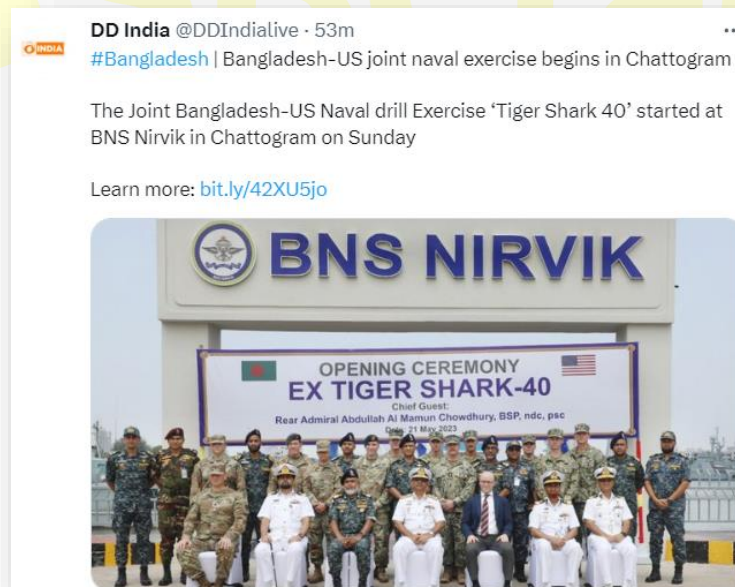 DD India @DDIndialive · 53m
INDIA
#Bangladesh | Bangladesh-US joint naval exercise begins in Chattogram
The Joint Bangladesh-US Naval drill Exercise ‘Tiger Shark 40’ started at
BNS Nirvik in Chattogram on Sunday
Learn more: bit.ly/42XU5jo
BNS NIRVIK
OPENING CEREMONY
EX TIGER SHARK-40
Chief Guest:
Rear Admiral Abdullah Al Mamun Chowdhury, BSP, ndc, psc
Date: 21 May 2023